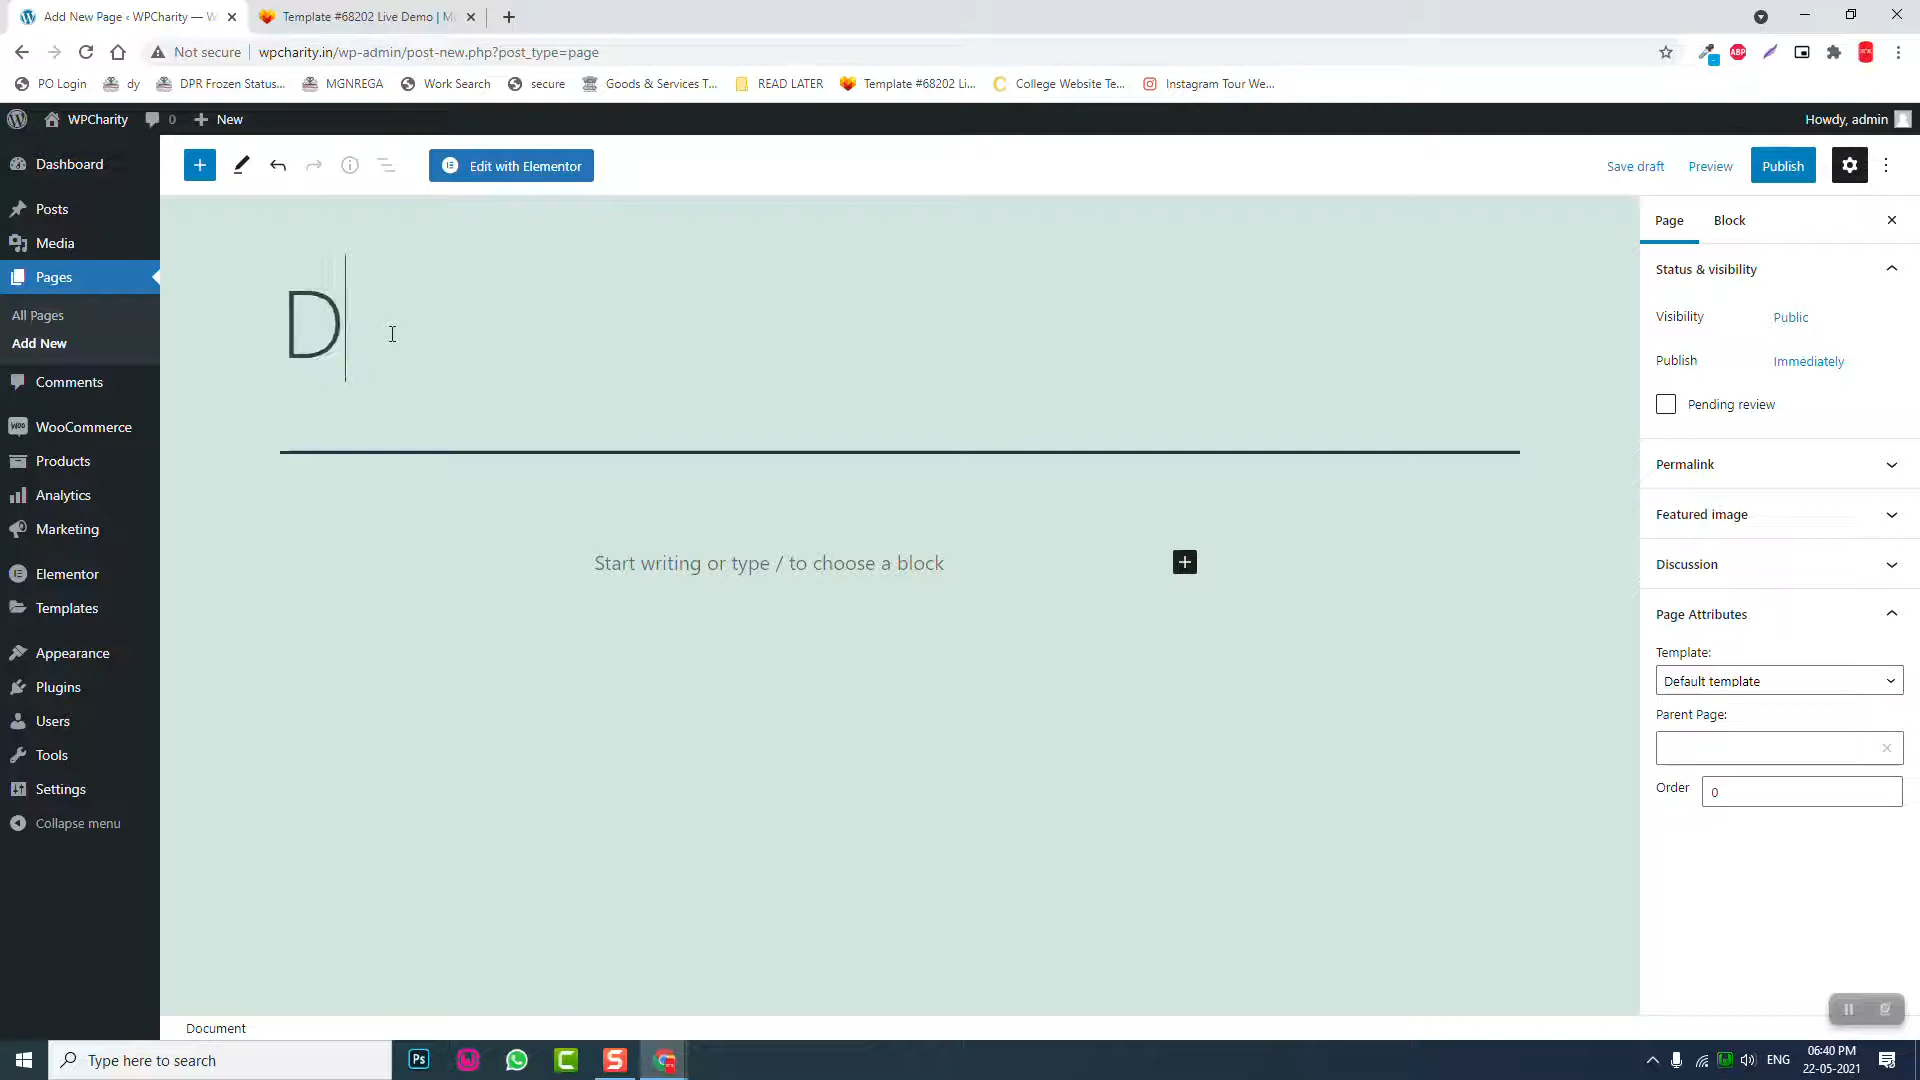 Add New Page ‹ WPCharity — W
Template #68202 Live Demo | M
Not secure
wpcharity.in/wp-admin/post-new.php?post_type=page
ABP
PO Login
dy
DPR Frozen Status...
MGNREGA
Work Search
secure
Goods & Services T...
READ LATER
Template #68202 Li...
College Website Te...
Instagram Tour We...
WPCharity
0
New
Howdy, admin
Dashboard
Posts
Media
Pages
All Pages
Add New
Comments
WooCommerce
Products
Analytics
Marketing
Elementor
Templates
Appearance
Plugins
Users
Tools
Settings
Collapse menu
Edit with Elementor
Save draft
Preview
Publish
D
Start writing or type / to choose a block
Page
Block
Status & visibility
Visibility
Public
Publish
Immediately
Pending review
Permalink
Featured image
Discussion
Page Attributes
Template:
Default template
Parent Page:
Order
0
Document
Type here to search
Ps
ENG
06:40 PM
22-05-2021